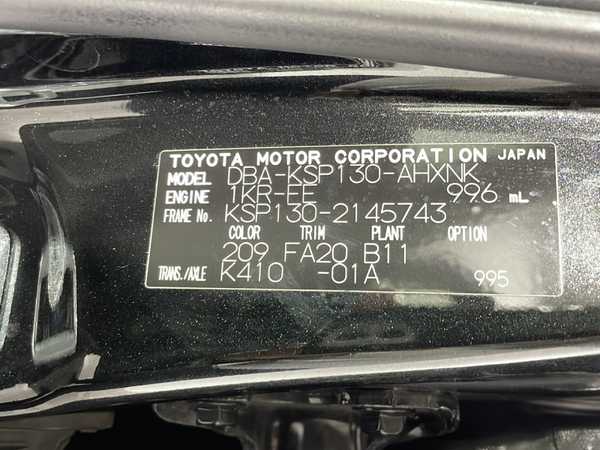 TOYOTA MOTOR CORPORATION JAPAN
MODEL DBA-KSP130-AHXNK
ENGINE 1KR-FE 996 mL
FRAME No. KSP130-2145743
COLOR TRIM PLANT OPTION
209 FA20 B11
TRANS./AXLE K410 -01A 995